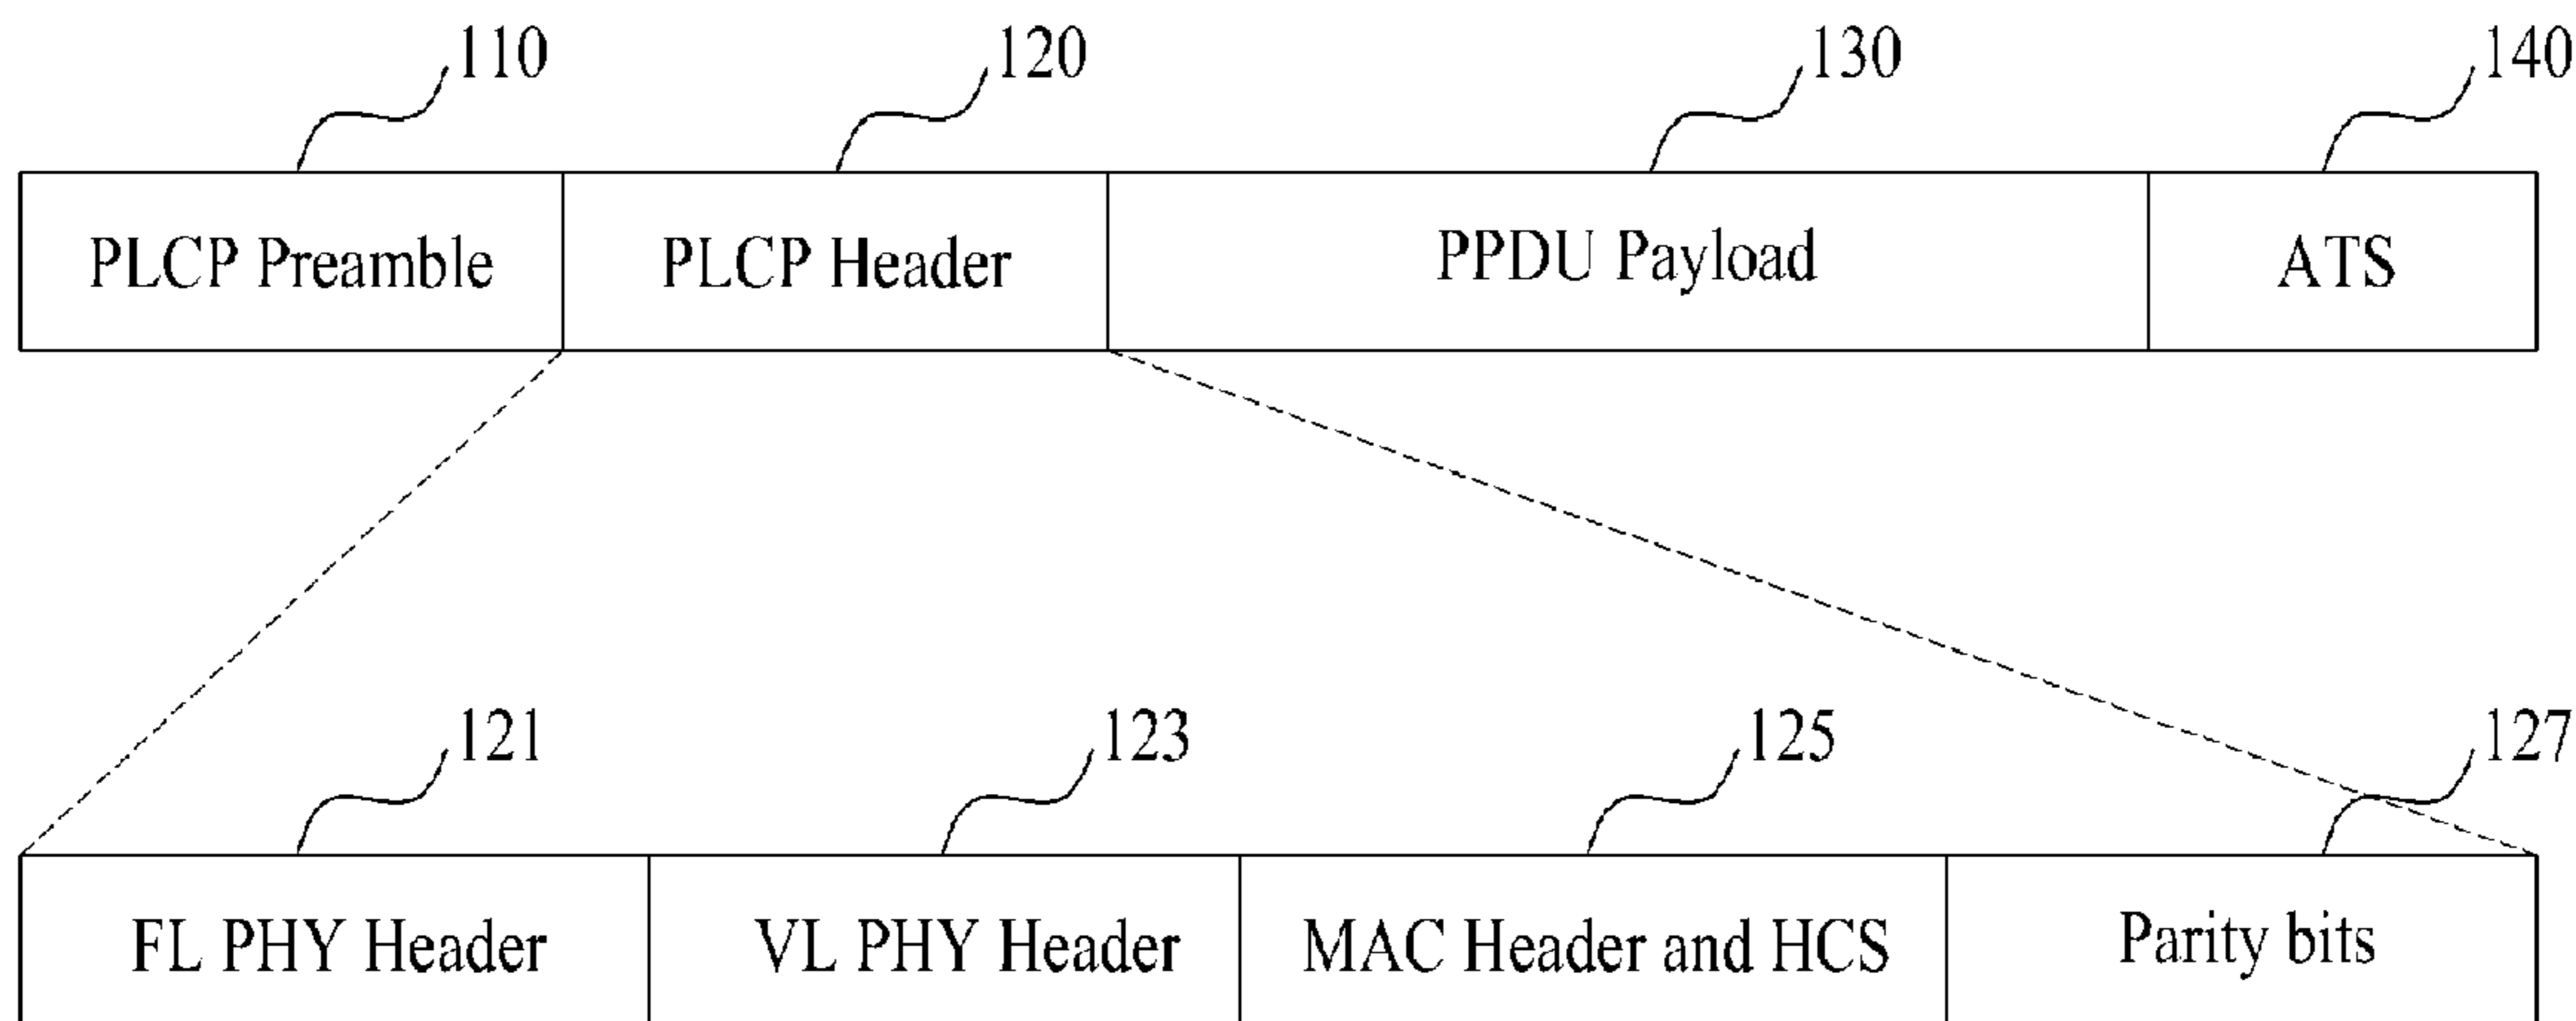 110 120 130 140
PLCP Preamble PLCP Header PPDU Payload ATS
121 123 125 127
FL PHY Header VL PHY Header MAC Header and HCS Parity bits